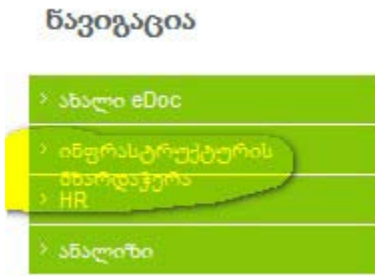 ნავიგაცია
> ახალი eDoc
> ინფრასტრუქტურის
მხარდაჭერა
> HR
> ანალიზი